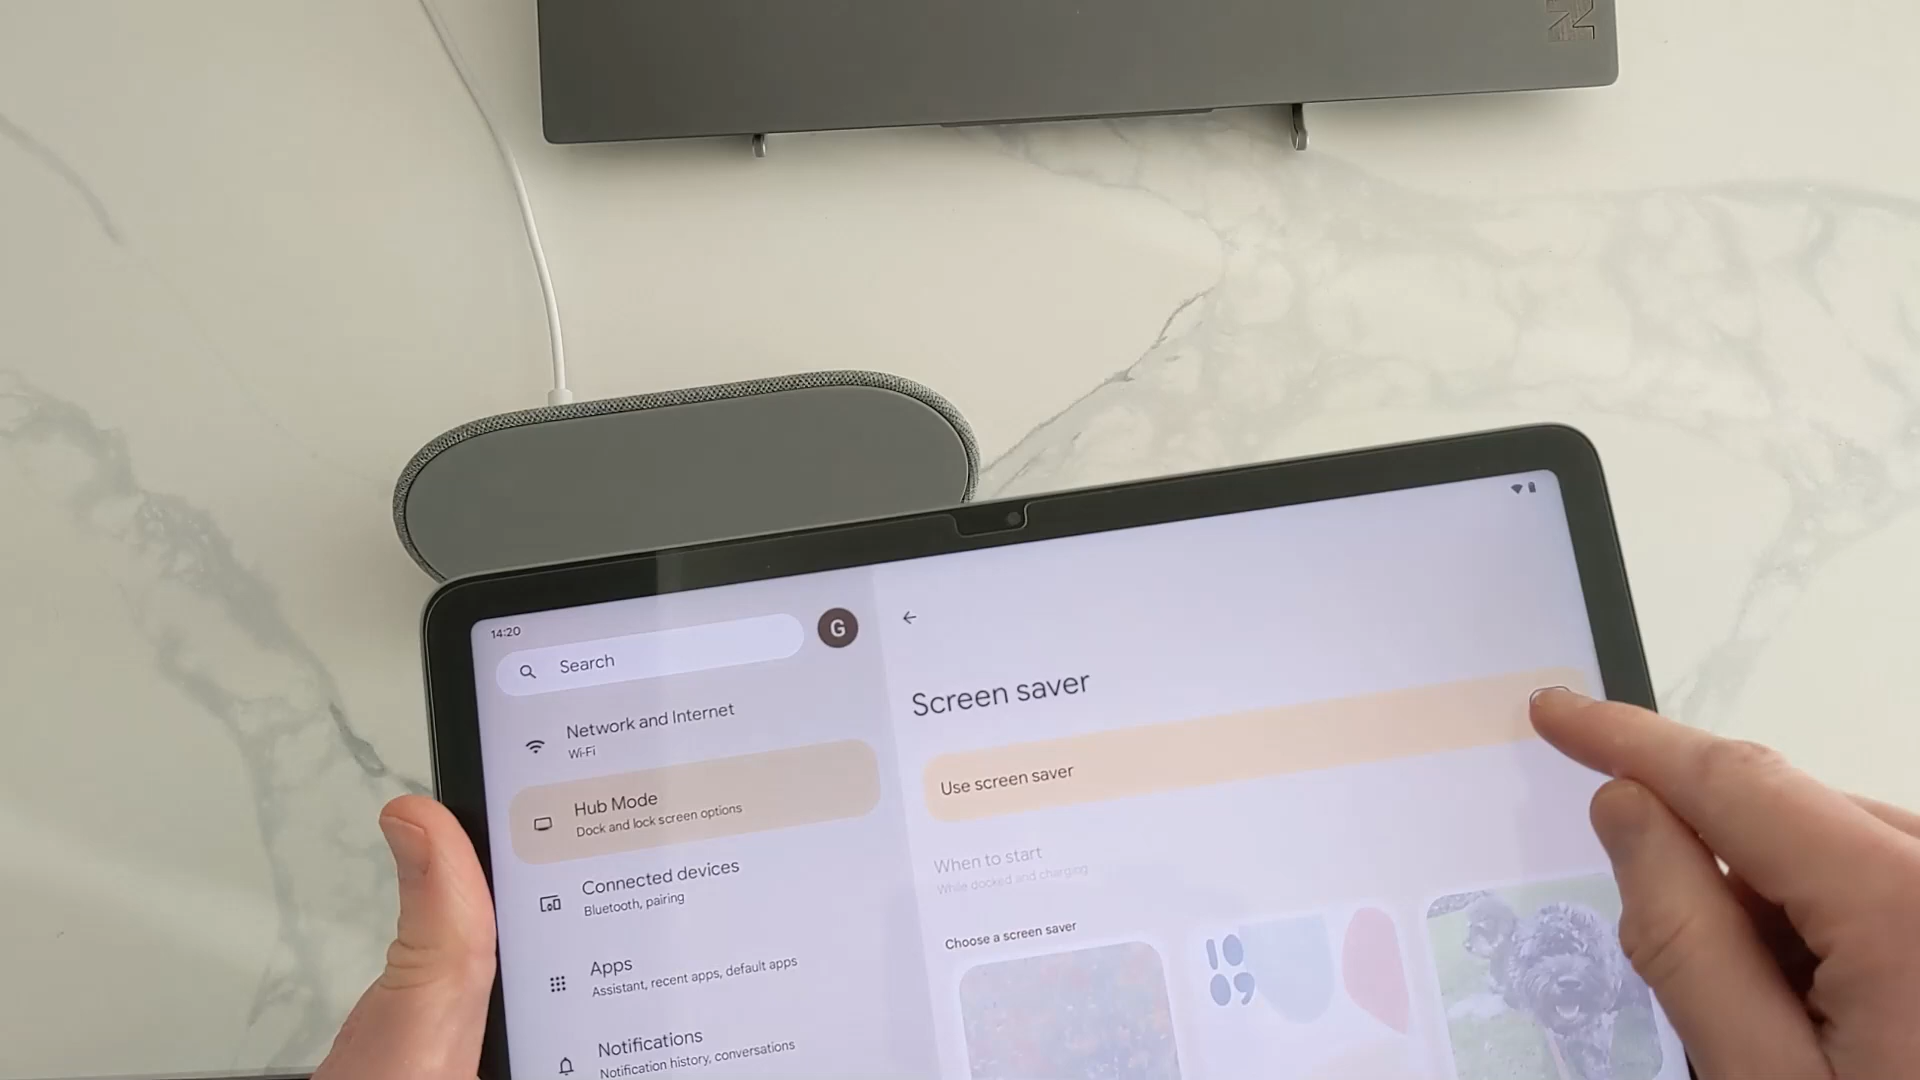 14:20
Search
G
Network and Internet
Wi-Fi
Hub Mode
Dock and lock screen options
Connected devices
Bluetooth, pairing
Apps
Assistant, recent apps, default apps
Notifications
Notification history, conversations
Screen saver
Use screen saver
When to start
While docked and charging
Choose a screen saver
10
09